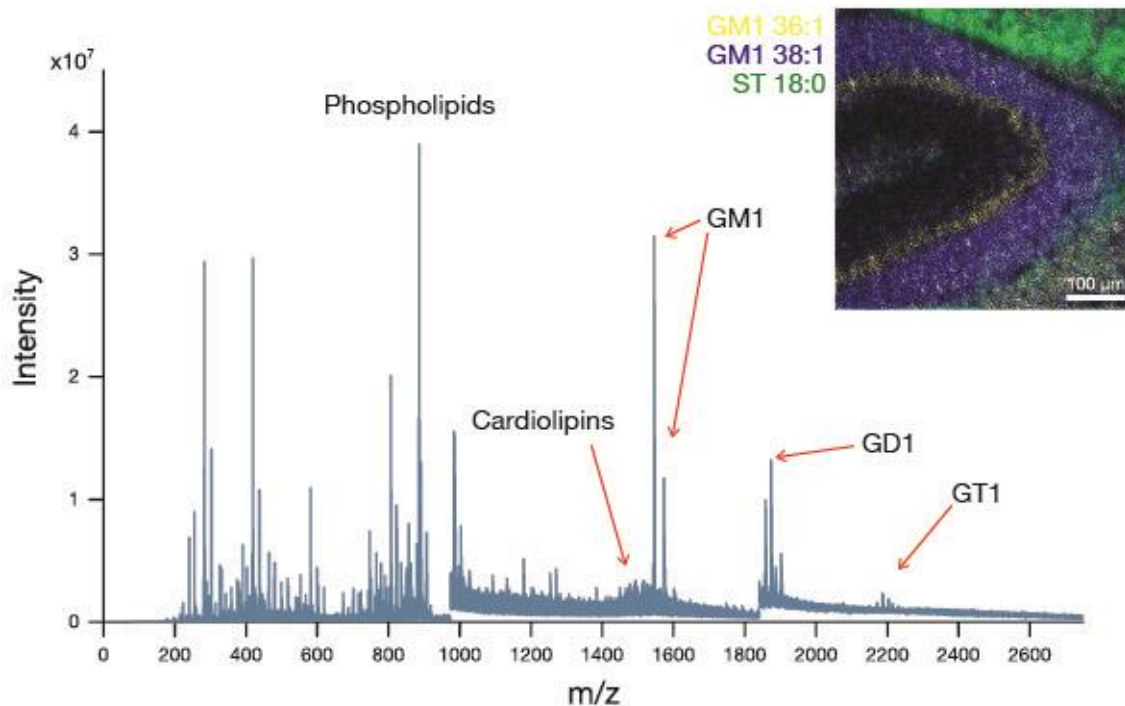 GM1 36:1
GM1 38:1
ST 18:0
100 µm
x10⁷
Phospholipids
4
3
GM1
Intensity
2
Cardiolipins
GD1
GT1
1
0
0 200 400 600 800 1000 1200 1400 1600 1800 2000 2200 2400 2600
m/z